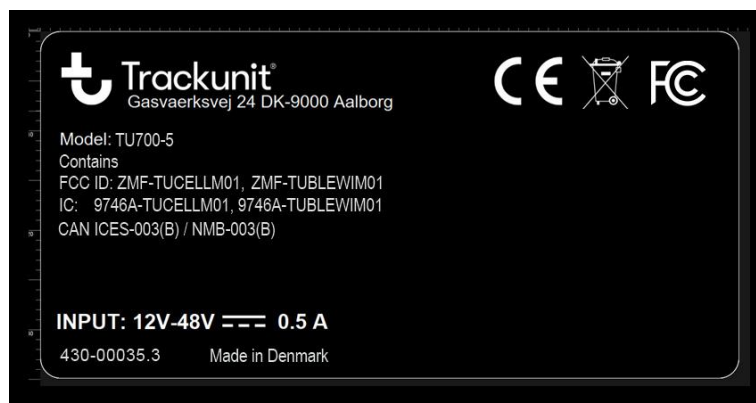 Trackunit®
Gasvaerksvej 24 DK-9000 Aalborg
CE
FC
Model: TU700-5
Contains
FCC ID: ZMF-TUCELLM01, ZMF-TUBLEWIM01
IC: 9746A-TUCELLM01, 9746A-TUBLEWIM01
CAN ICES-003(B) / NMB-003(B)
INPUT: 12V-48V 0.5 A
430-00035.3 Made in Denmark